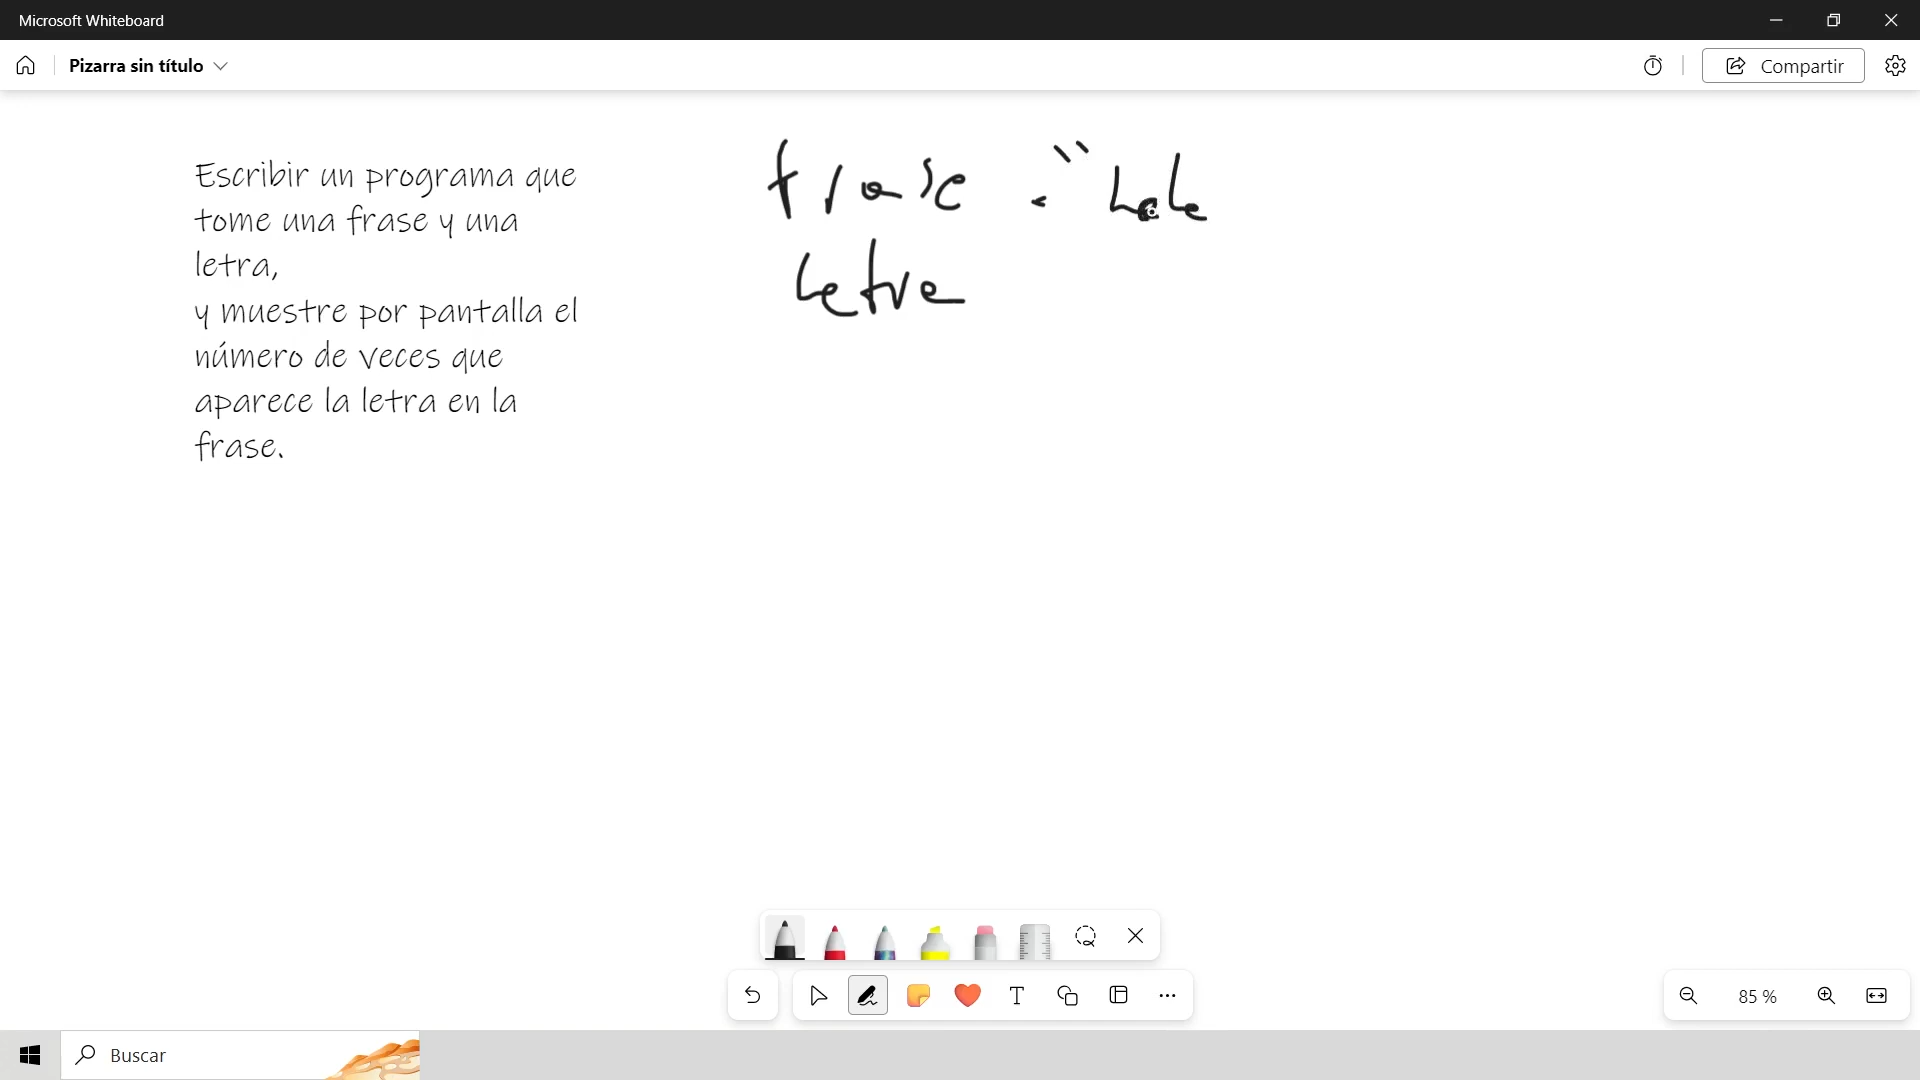 Microsoft Whiteboard
Pizarra sin título
Compartir
Escribir un programa que
tome una frase y una
letra,
y muestre por pantalla el
número de veces que
aparece la letra en la
frase.
frase
letra
85 %
Buscar